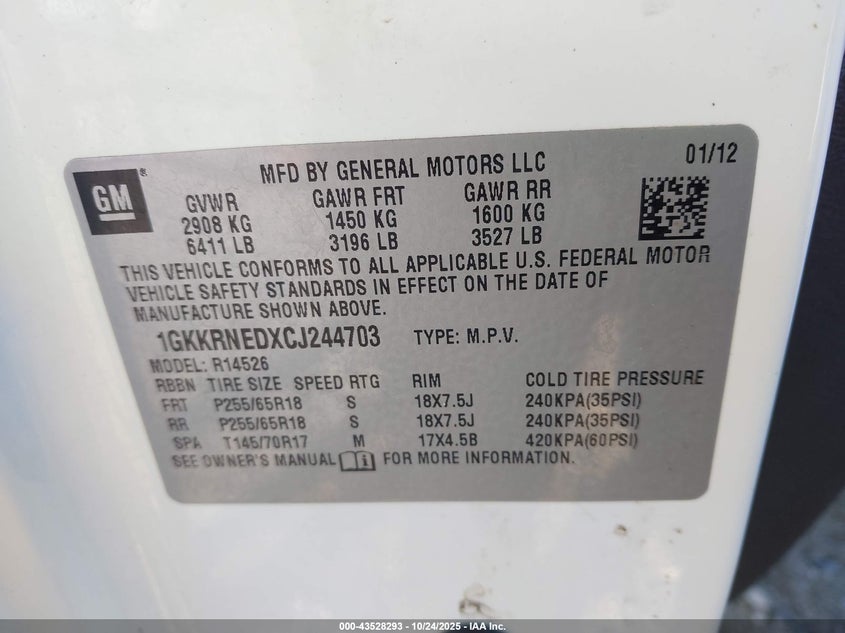 MFD BY GENERAL MOTORS LLC 01/12
GM®
GVWR GAWR FRT GAWR RR
2908 KG 1450 KG 1600 KG
6411 LB 3196 LB 3527 LB
THIS VEHICLE CONFORMS TO ALL APPLICABLE U.S. FEDERAL MOTOR
VEHICLE SAFETY STANDARDS IN EFFECT ON THE DATE OF
MANUFACTURE SHOWN ABOVE.
1GKKRNEDXCJ244703 TYPE: M.P.V.
MODEL: R14526
RBBN TIRE SIZE SPEED RTG RIM COLD TIRE PRESSURE
FRT P255/65R18 S 18X7.5J 240KPA(35PSI)
RR P255/65R18 S 18X7.5J 240KPA(35PSI)
SPA T145/70R17 M 17X4.5B 420KPA(60PSI)
SEE OWNER'S MANUAL i FOR MORE INFORMATION.
000-43528293 - 10/24/2025 - IAA Inc.